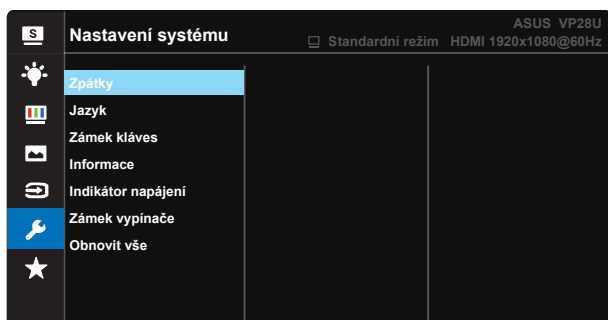 S
Nastavení systému
ASUS VP28U
Standardní režim HDMI 1920x1080@60Hz
Zpátky
Jazyk
Zámek kláves
Informace
Indikátor napájení
Zámek vypínače
Obnovit vše